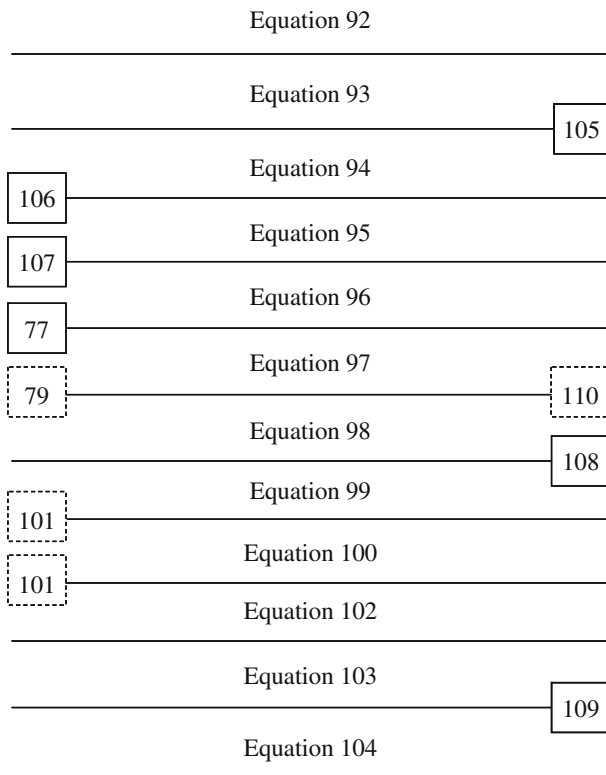 Equation 92
Equation 93
105
Equation 94
106
Equation 95
107
Equation 96
77
Equation 97
79 110
Equation 98
108
Equation 99
101
Equation 100
101
Equation 102
Equation 103
109
Equation 104